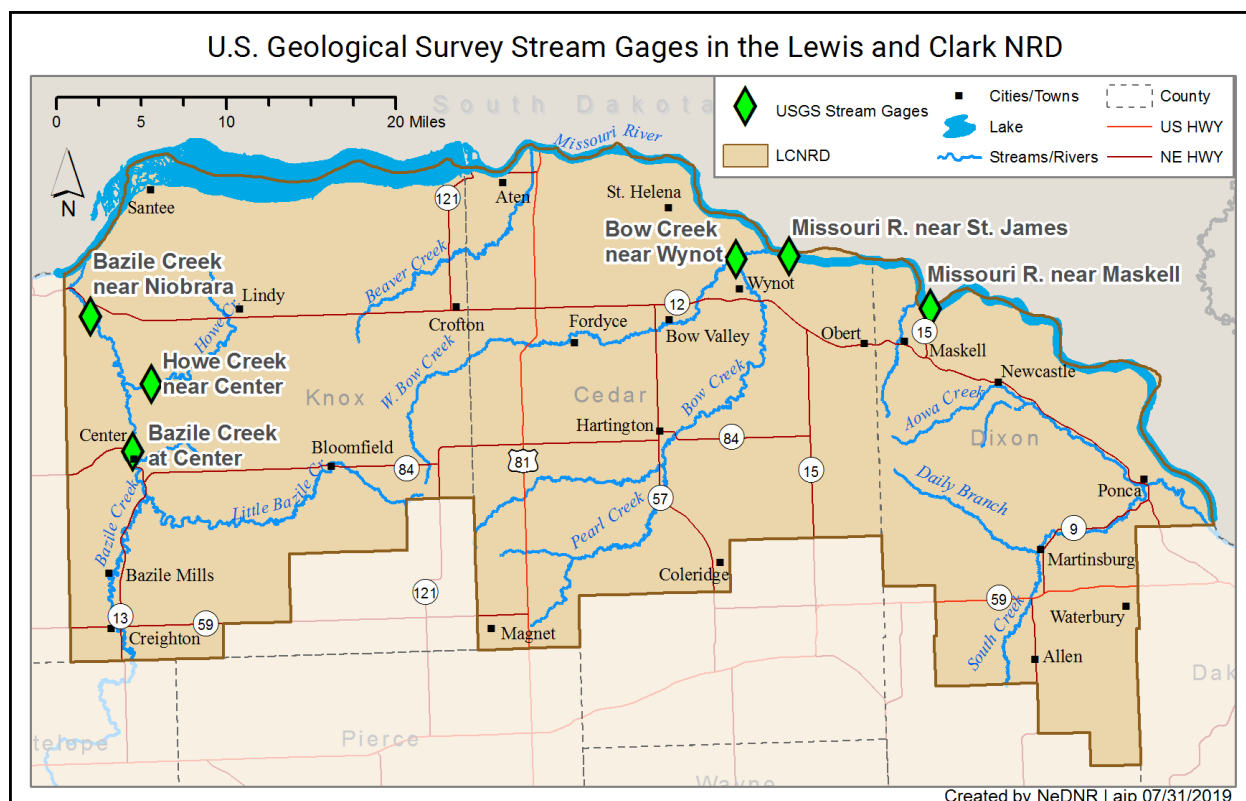 U.S. Geological Survey Stream Gages in the Lewis and Clark NRD
0 5 10 20 Miles
South Dakota
USGS Stream Gages
LCNRD
Cities/Towns
Lake
Streams/Rivers
County
US HWY
NE HWY
N
Missouri River
Santee
121
Aten
St. Helena
Bow Creek
near Wynot
Missouri R. near St. James
Bazile Creek
near Niobrara
Beaver Creek
Missouri R. near Maskell
Lindy
Howe Cr.
Crofton
Fordyce
12
Wynot
Bow Valley
Obert
15
Maskell
Howe Creek
near Center
Knox
W. Bow Creek
Cedar
Bow Creek
Newcastle
Aowa Creek
Dixon
Center
Bazile Creek
at Center
Bloomfield
84
Hartington
84
81
15
Little Bazile Cr.
Bazile Creek
57
Daily Branch
Ponca
Pearl Creek
9
Martinsburg
Bazile Mills
Coleridge
121
59
Waterbury
13
59
Creighton
Magnet
South Creek
Allen
Dak
telope
Pierce
Wayne
Created by NeDNR | ajp 07/31/2019